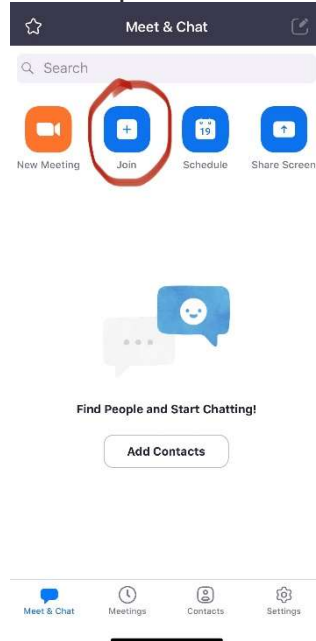 Meet & Chat
Search
19
New Meeting
Join
Schedule
Share Screen
Find People and Start Chatting!
Add Contacts
Meet & Chat
Meetings
Contacts
Settings